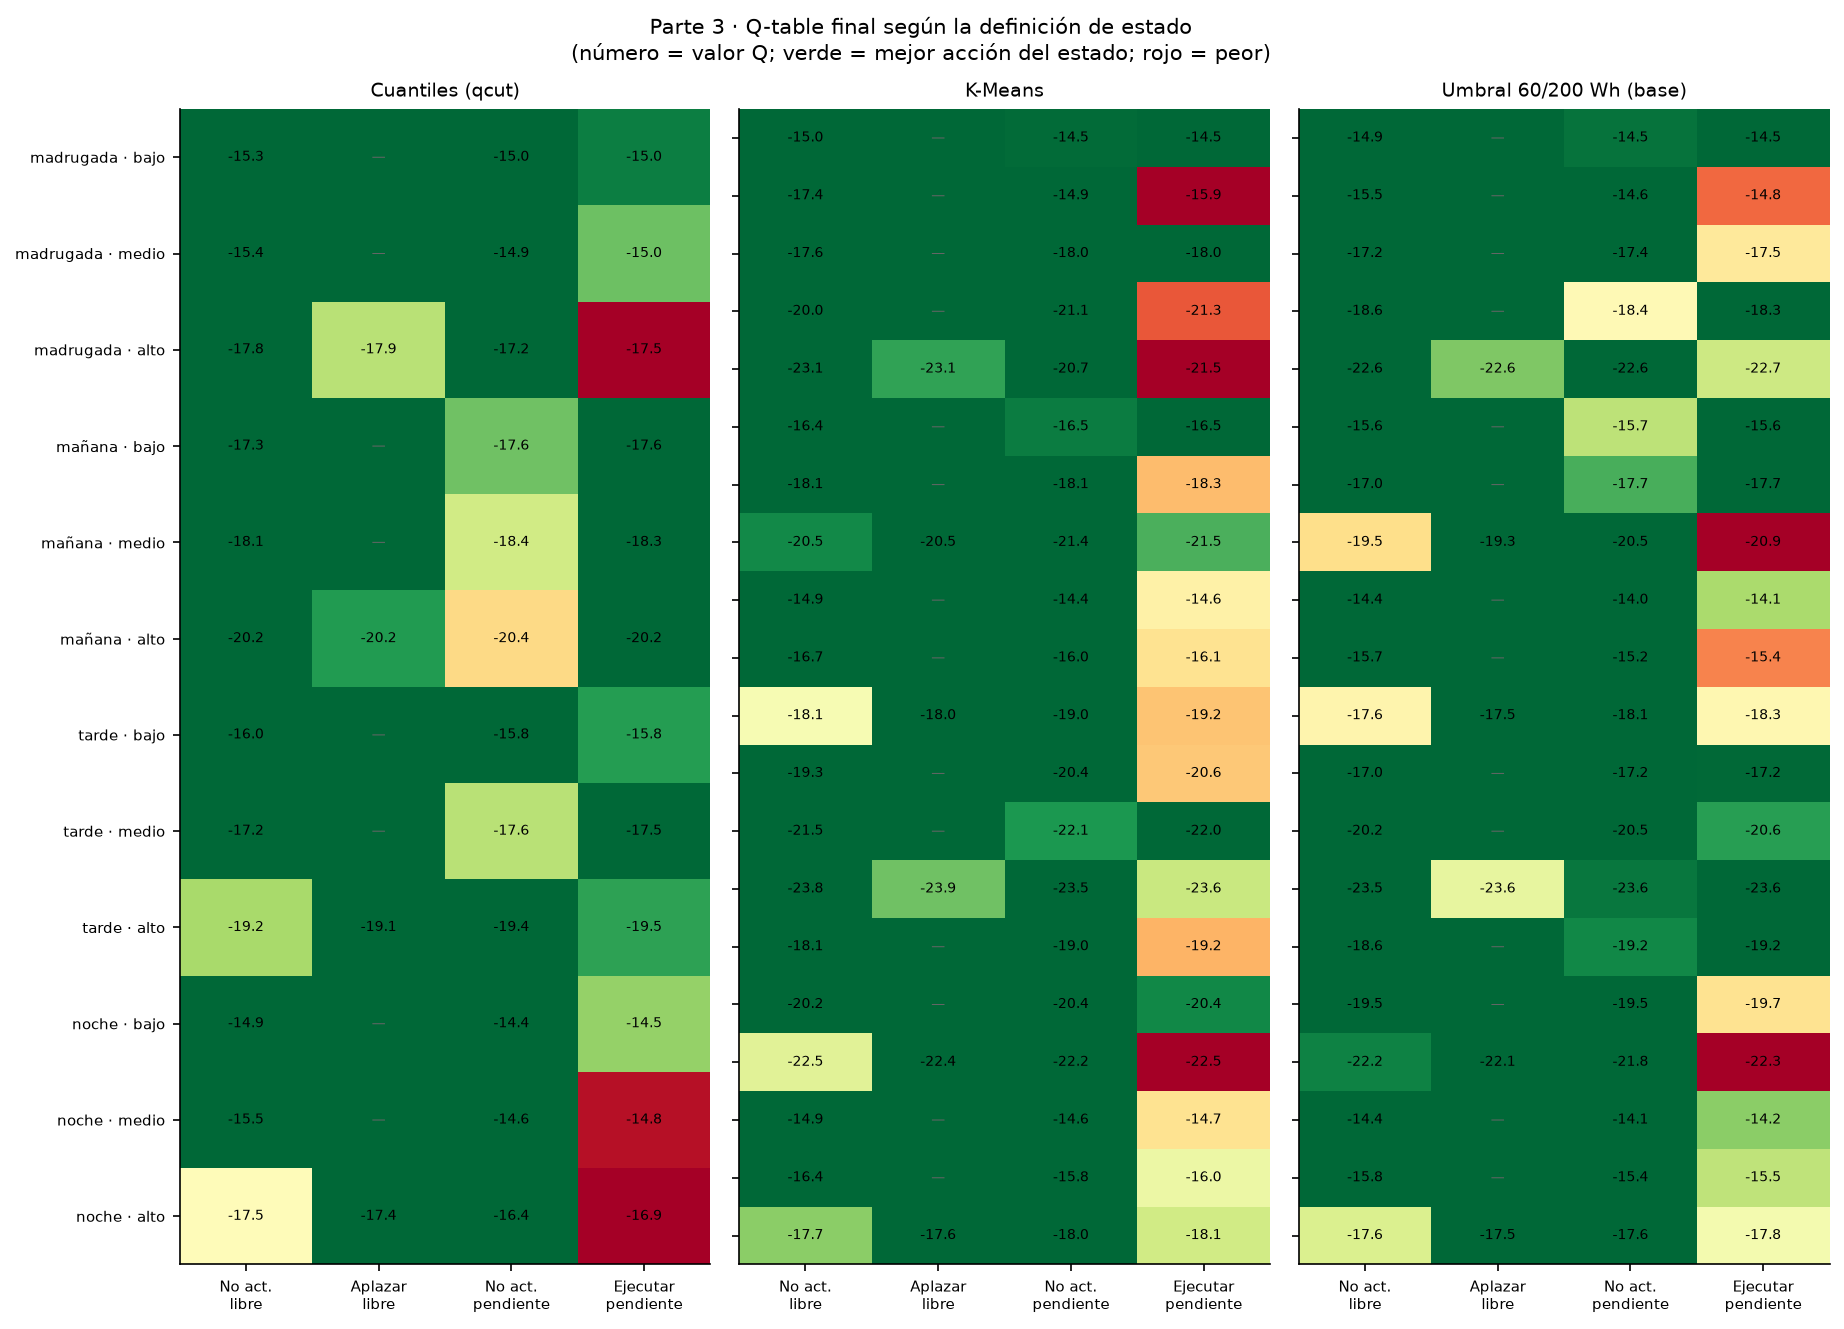 Parte 3 · Q-table final según la definición de estado
(número = valor Q; verde = mejor acción del estado; rojo = peor)
Cuantiles (qcut)
madrugada · bajo -15.3 — -15.0 -15.0
madrugada · medio -15.4 — -14.9 -15.0
madrugada · alto -17.8 -17.9 -17.2 -17.5
mañana · bajo -17.3 — -17.6 -17.6
mañana · medio -18.1 — -18.4 -18.3
mañana · alto -20.2 -20.2 -20.4 -20.2
tarde · bajo -16.0 — -15.8 -15.8
tarde · medio -17.2 — -17.6 -17.5
tarde · alto -19.2 -19.1 -19.4 -19.5
noche · bajo -14.9 — -14.4 -14.5
noche · medio -15.5 — -14.6 -14.8
noche · alto -17.5 -17.4 -16.4 -16.9
No act. Aplazar No act. Ejecutar
libre libre pendiente pendiente
K-Means
-15.0 — -14.5 -14.5
-17.4 — -14.9 -15.9
-17.6 — -18.0 -18.0
-20.0 — -21.1 -21.3
-23.1 -23.1 -20.7 -21.5
-16.4 — -16.5 -16.5
-18.1 — -18.1 -18.3
-20.5 -20.5 -21.4 -21.5
-14.9 — -14.4 -14.6
-16.7 — -16.0 -16.1
-18.1 -18.0 -19.0 -19.2
-19.3 — -20.4 -20.6
-21.5 — -22.1 -22.0
-23.8 -23.9 -23.5 -23.6
-18.1 — -19.0 -19.2
-20.2 — -20.4 -20.4
-22.5 -22.4 -22.2 -22.5
-14.9 — -14.6 -14.7
-16.4 — -15.8 -16.0
-17.7 -17.6 -18.0 -18.1
No act. Aplazar No act. Ejecutar
libre libre pendiente pendiente
Umbral 60/200 Wh (base)
-14.9 — -14.5 -14.5
-15.5 — -14.6 -14.8
-17.2 — -17.4 -17.5
-18.6 — -18.4 -18.3
-22.6 -22.6 -22.6 -22.7
-15.6 — -15.7 -15.6
-17.0 — -17.7 -17.7
-19.5 -19.3 -20.5 -20.9
-14.4 — -14.0 -14.1
-15.7 — -15.2 -15.4
-17.6 -17.5 -18.1 -18.3
-17.0 — -17.2 -17.2
-20.2 — -20.5 -20.6
-23.5 -23.6 -23.6 -23.6
-18.6 — -19.2 -19.2
-19.5 — -19.5 -19.7
-22.2 -22.1 -21.8 -22.3
-14.4 — -14.1 -14.2
-15.8 — -15.4 -15.5
-17.6 -17.5 -17.6 -17.8
No act. Aplazar No act. Ejecutar
libre libre pendiente pendiente